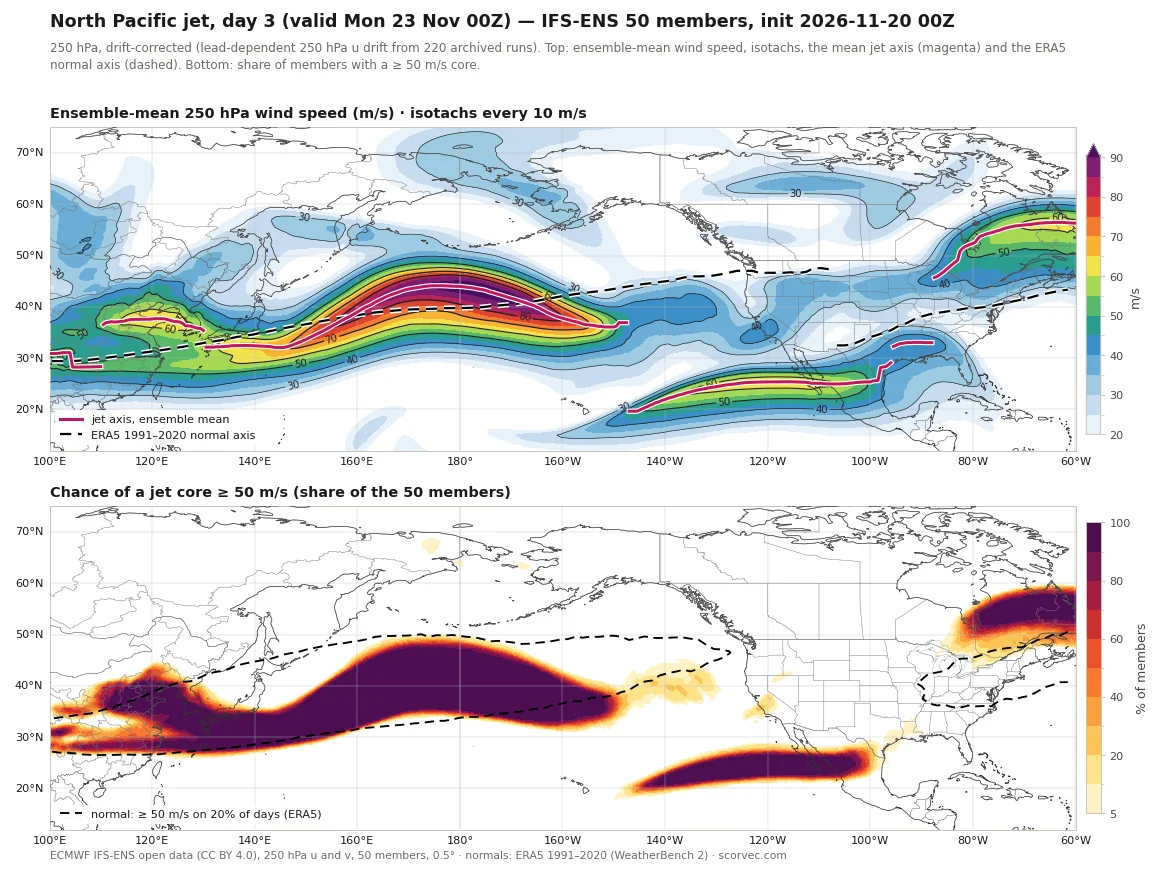 North Pacific jet, day 3 (valid Mon 23 Nov 00Z) — IFS-ENS 50 members, init 2026-11-20 00Z
250 hPa, drift-corrected (lead-dependent 250 hPa u drift from 220 archived runs). Top: ensemble-mean wind speed, isotachs, the mean jet axis (magenta) and the ERA5
normal axis (dashed). Bottom: share of members with a ≥ 50 m/s core.
Ensemble-mean 250 hPa wind speed (m/s) · isotachs every 10 m/s
70°N
60°N
50°N
40°N
30°N
20°N
30
30
30
30
60
50
70
50
40
30
30
60
40
50
40
30
40
60
50
40
jet axis, ensemble mean
ERA5 1991–2020 normal axis
100°E 120°E 140°E 160°E 180° 160°W 140°W 120°W 100°W 80°W 60°W
90
80
70
60
50
40
30
20
m/s
Chance of a jet core ≥ 50 m/s (share of the 50 members)
70°N
60°N
50°N
40°N
30°N
20°N
normal: ≥ 50 m/s on 20% of days (ERA5)
100°E 120°E 140°E 160°E 180° 160°W 140°W 120°W 100°W 80°W 60°W
100
80
60
40
20
5
% of members
ECMWF IFS-ENS open data (CC BY 4.0), 250 hPa u and v, 50 members, 0.5° · normals: ERA5 1991–2020 (WeatherBench 2) · scorvec.com